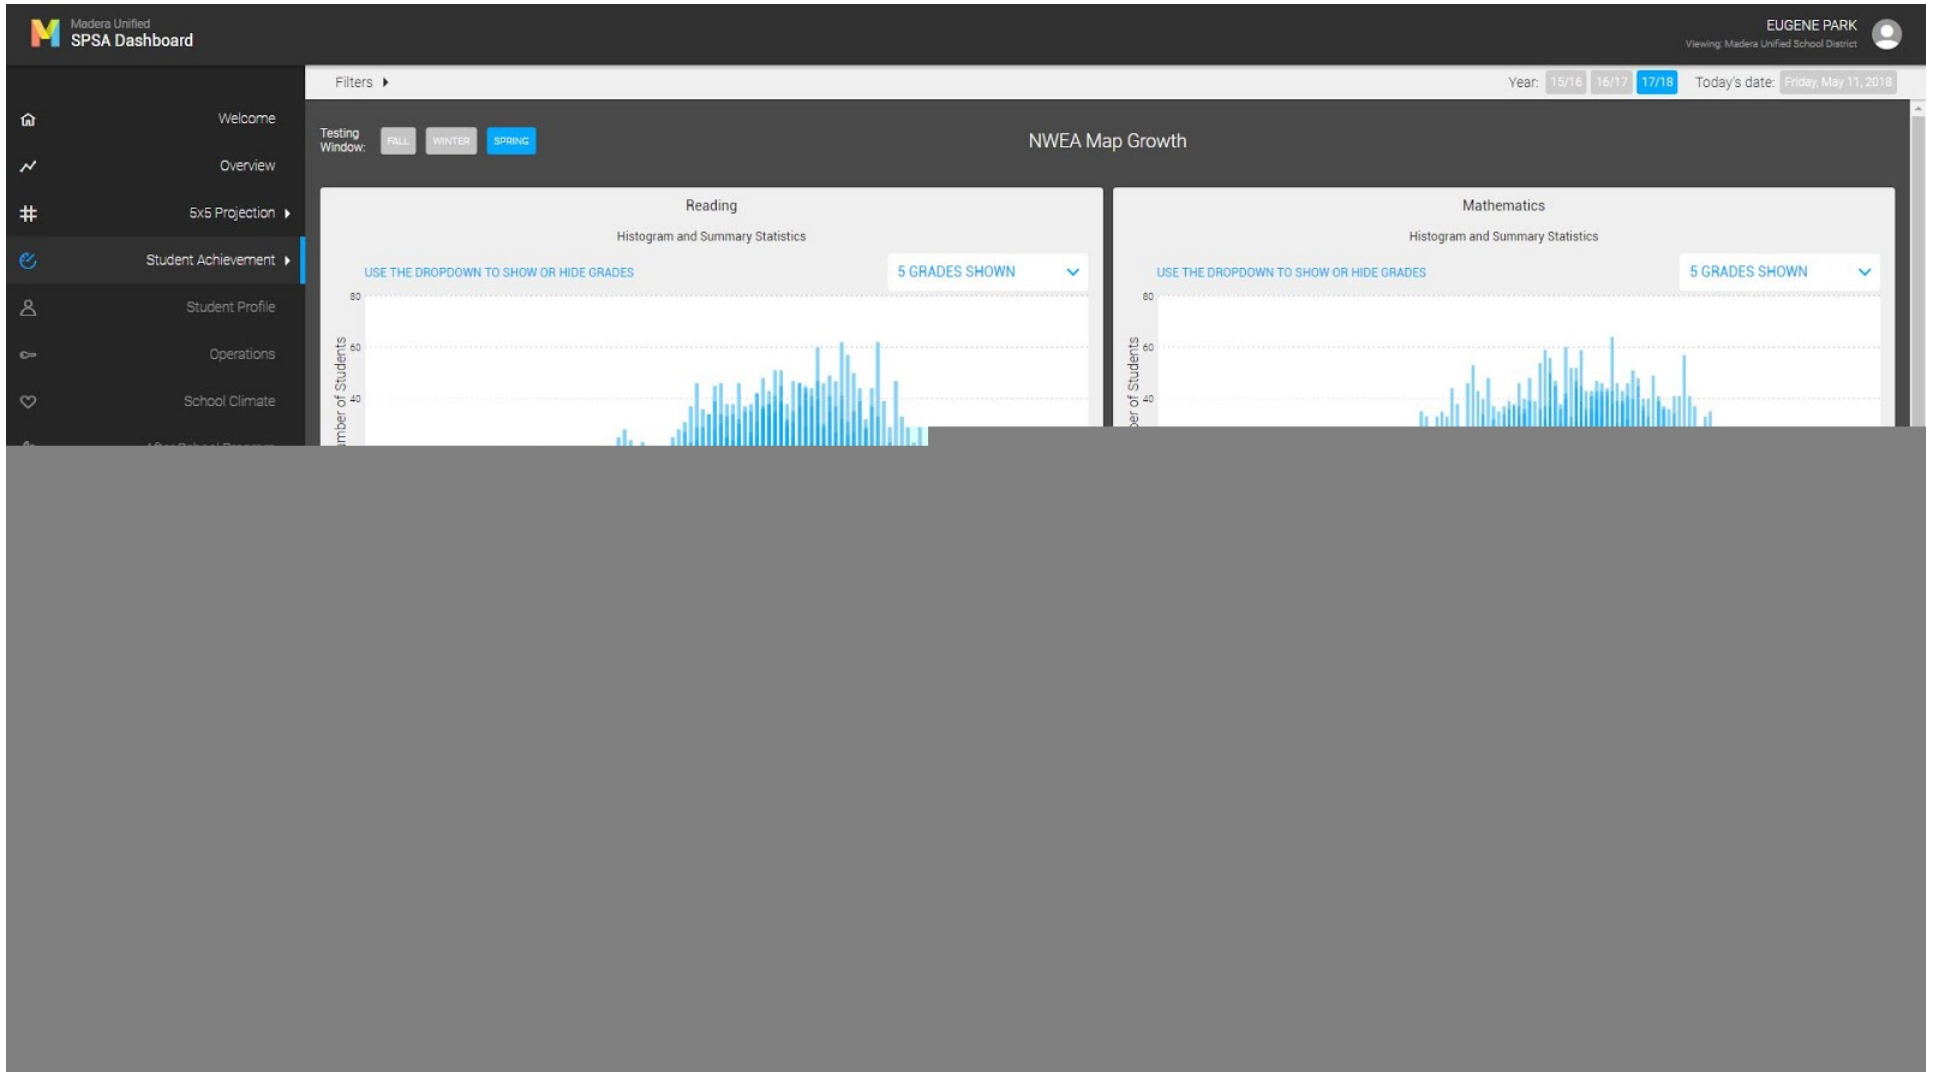 Madera Unified
SPSA Dashboard
EUGENE PARK
Viewing: Madera Unified School District
Filters
Year: 15/16 16/17 17/18 Today's date: Friday, May 11, 2018
Welcome
Overview
5x5 Projection
Student Achievement
Student Profile
Operations
School Climate
Testing
Window:
FALL WINTER SPRING
NWEA Map Growth
Reading
Histogram and Summary Statistics
USE THE DROPDOWN TO SHOW OR HIDE GRADES
5 GRADES SHOWN
80
60
40
Mathematics
Histogram and Summary Statistics
USE THE DROPDOWN TO SHOW OR HIDE GRADES
5 GRADES SHOWN
80
60
40